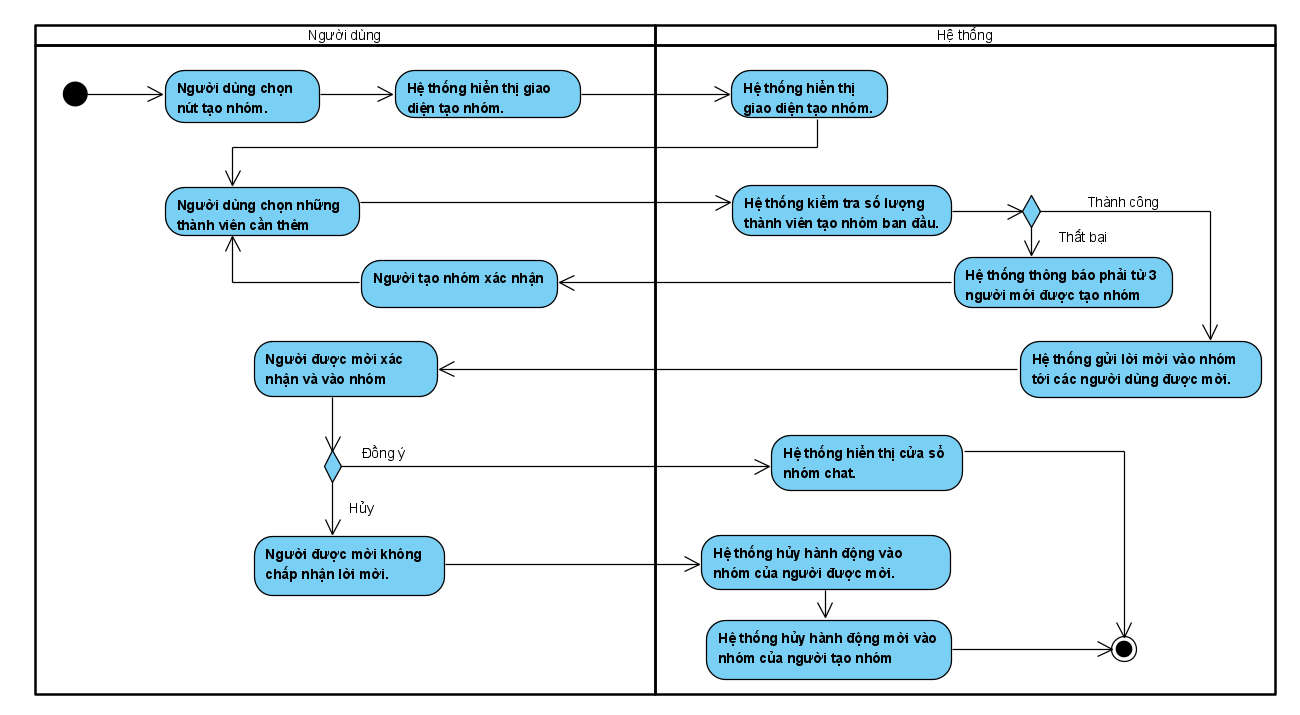 Người dùng
Hệ thống
Người dùng chọn
nút tạo nhóm.
Hệ thống hiển thị giao
diện tạo nhóm.
Hệ thống hiển thị
giao diện tạo nhóm.
Người dùng chọn những
thành viên cần thêm
Hệ thống kiểm tra số lượng
thành viên tạo nhóm ban đầu.
Thành công
Thất bại
Người tạo nhóm xác nhận
Hệ thống thông báo phải từ 3
người mới được tạo nhóm
Người được mời xác
nhận và vào nhóm
Hệ thống gửi lời mời vào nhóm
tới các người dùng được mời.
Đồng ý
Hệ thống hiển thị cửa sổ
nhóm chat.
Hủy
Người được mời không
chấp nhận lời mời.
Hệ thống hủy hành động vào
nhóm của người được mời.
Hệ thống hủy hành động mời vào
nhóm của người tạo nhóm